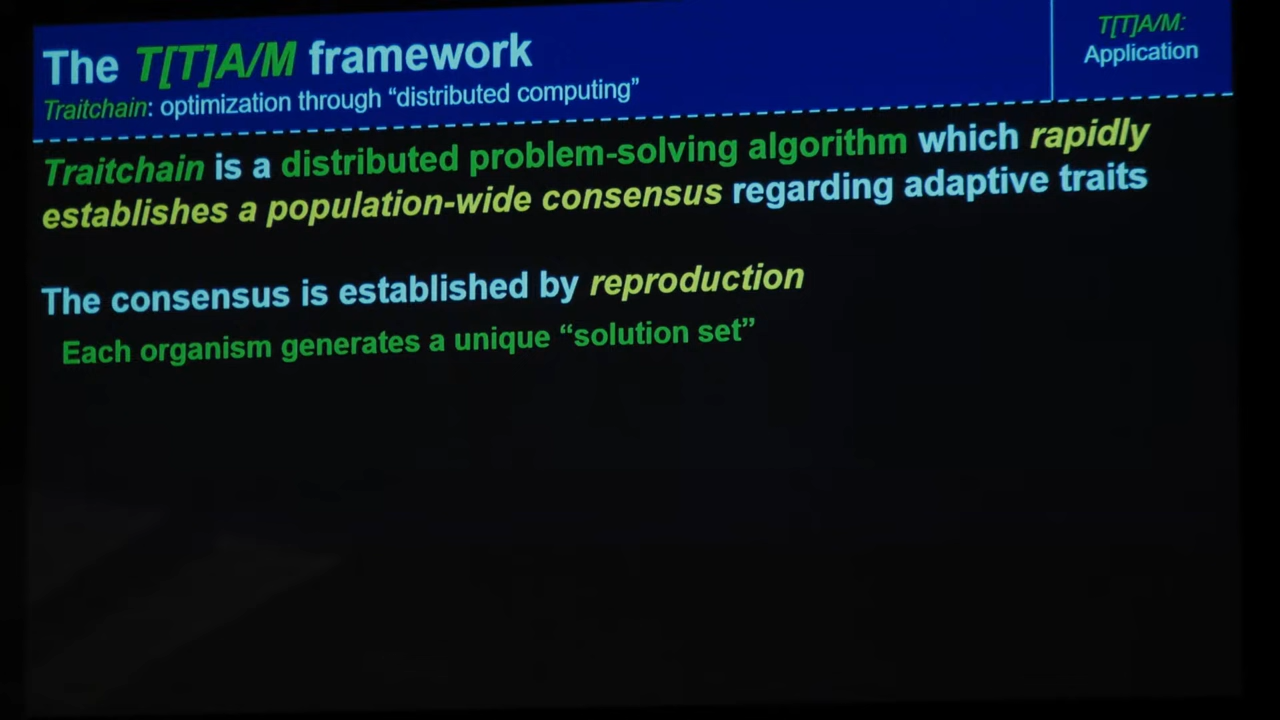 The T[T]A/M framework
Traitchain: optimization through “distributed computing”
T[T]A/M:
Application
Traitchain is a distributed problem-solving algorithm which rapidly
establishes a population-wide consensus regarding adaptive traits
The consensus is established by reproduction
Each organism generates a unique “solution set”